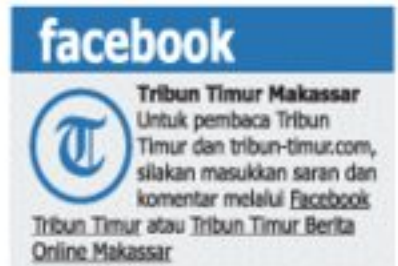 facebook
Tribun Timur Makassar
Untuk pembaca Tribun
Timur dan tribun-timur.com,
silakan masukkan saran dan
komentar melalui Facebook
Tribun Timur atau Tribun Timur Berita
Online Makassar